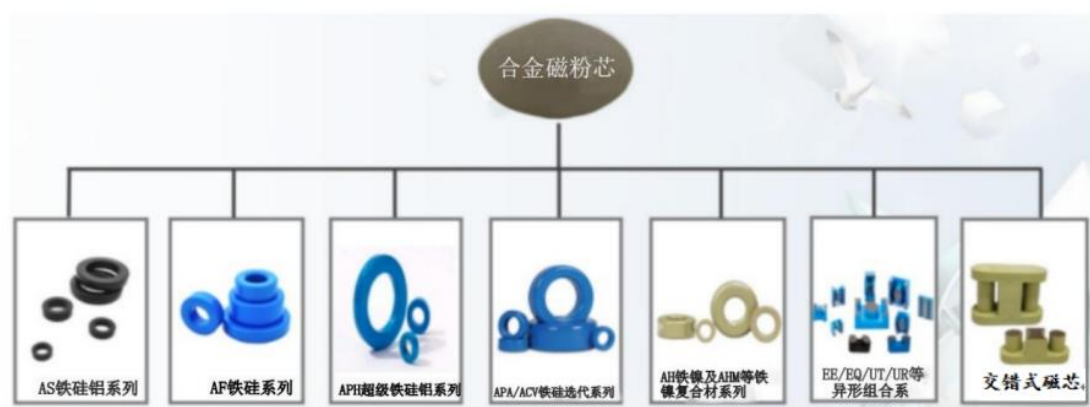 合金磁粉芯
AS铁硅铝系列
AF铁硅系列
APH超级铁硅铝系列
APA/ACV铁硅迭代系列
AH铁镍及AHM等铁
镍复合材系列
EE/EQ/UT/UR等
异形组合系
交错式磁芯